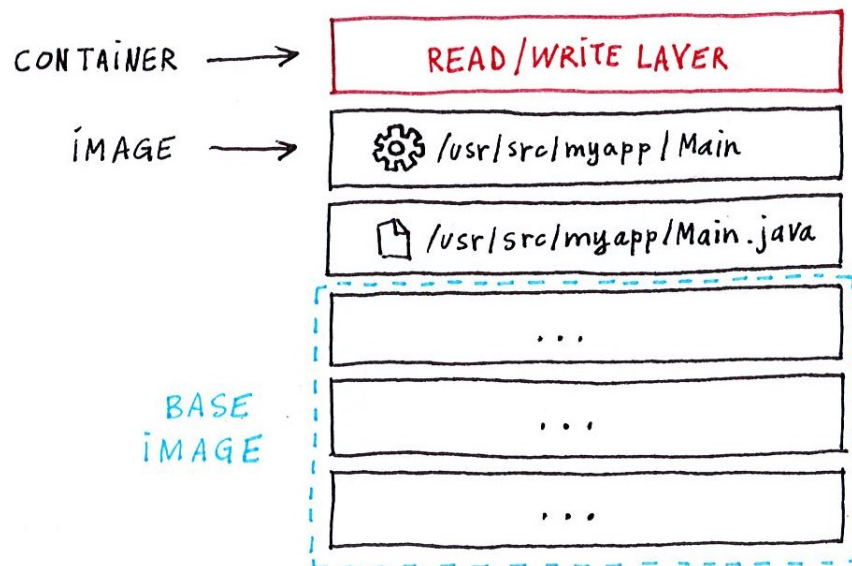 CONTAINER → READ/WRITE LAYER
IMAGE → /usr/src/myapp/Main
/usr/src/myapp/Main.java
...
BASE
IMAGE
...
...